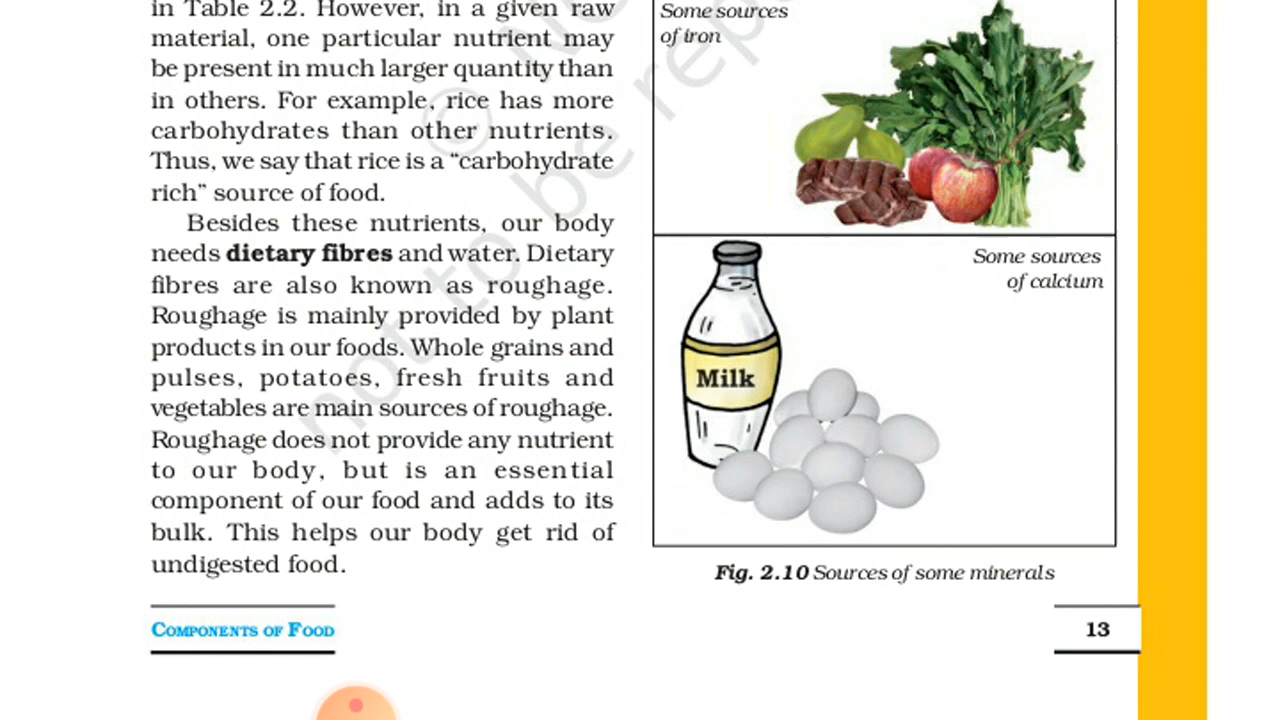 in Table 2.2. However, in a given raw
material, one particular nutrient may
be present in much larger quantity than
in others. For example, rice has more
carbohydrates than other nutrients.
Thus, we say that rice is a “carbohydrate
rich” source of food.
Besides these nutrients, our body
needs dietary fibres and water. Dietary
fibres are also known as roughage.
Roughage is mainly provided by plant
products in our foods. Whole grains and
pulses, potatoes, fresh fruits and
vegetables are main sources of roughage.
Roughage does not provide any nutrient
to our body, but is an essential
component of our food and adds to its
bulk. This helps our body get rid of
undigested food.
Some sources
of iron
Some sources
of calcium
Milk
Fig. 2.10 Sources of some minerals
COMPONENTS OF FOOD
13
not to be rep